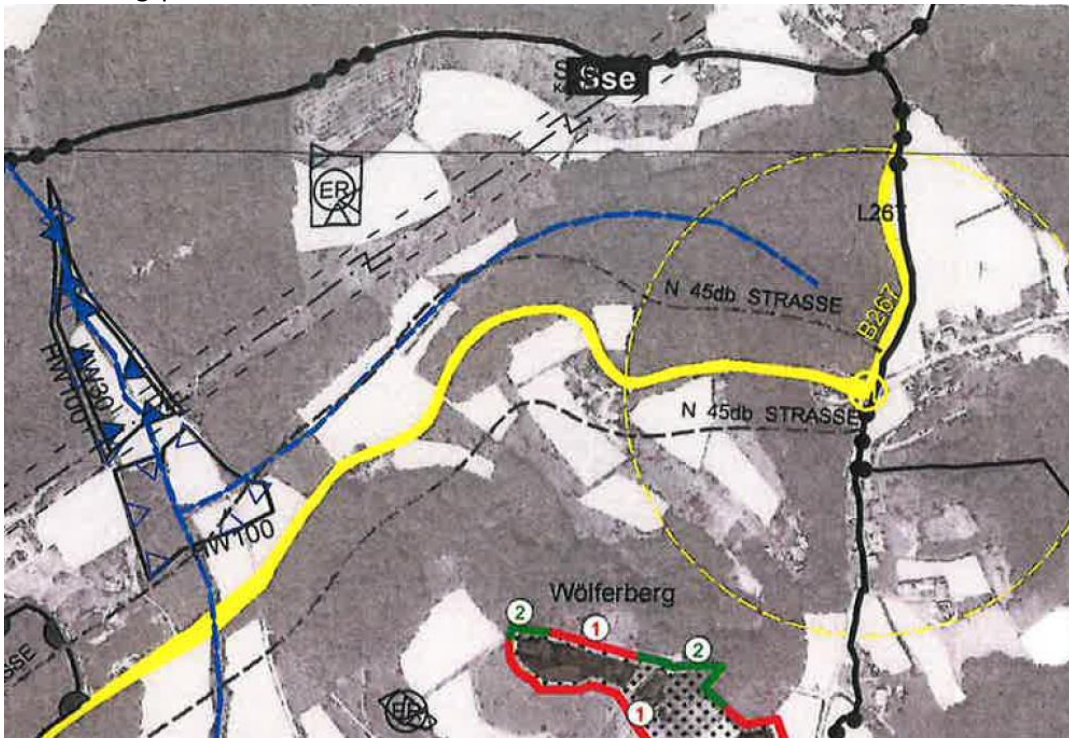 Sse
ER
L267
N 45db STRASSE
B267
HW100
HW30
N 45db STRASSE
HW100
Wölferberg
2
1
2
SSE
1